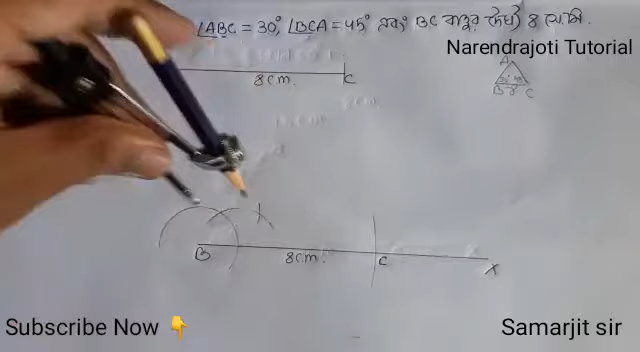 ∠ABC = 30°, ∠BCA = 45° এবং BC বাহুর দৈর্ঘ্য 8 সে.মি.
Narendrajoti Tutorial
A
B C
8cm. C
B 8cm. C X
Subscribe Now 👇
Samarjit sir